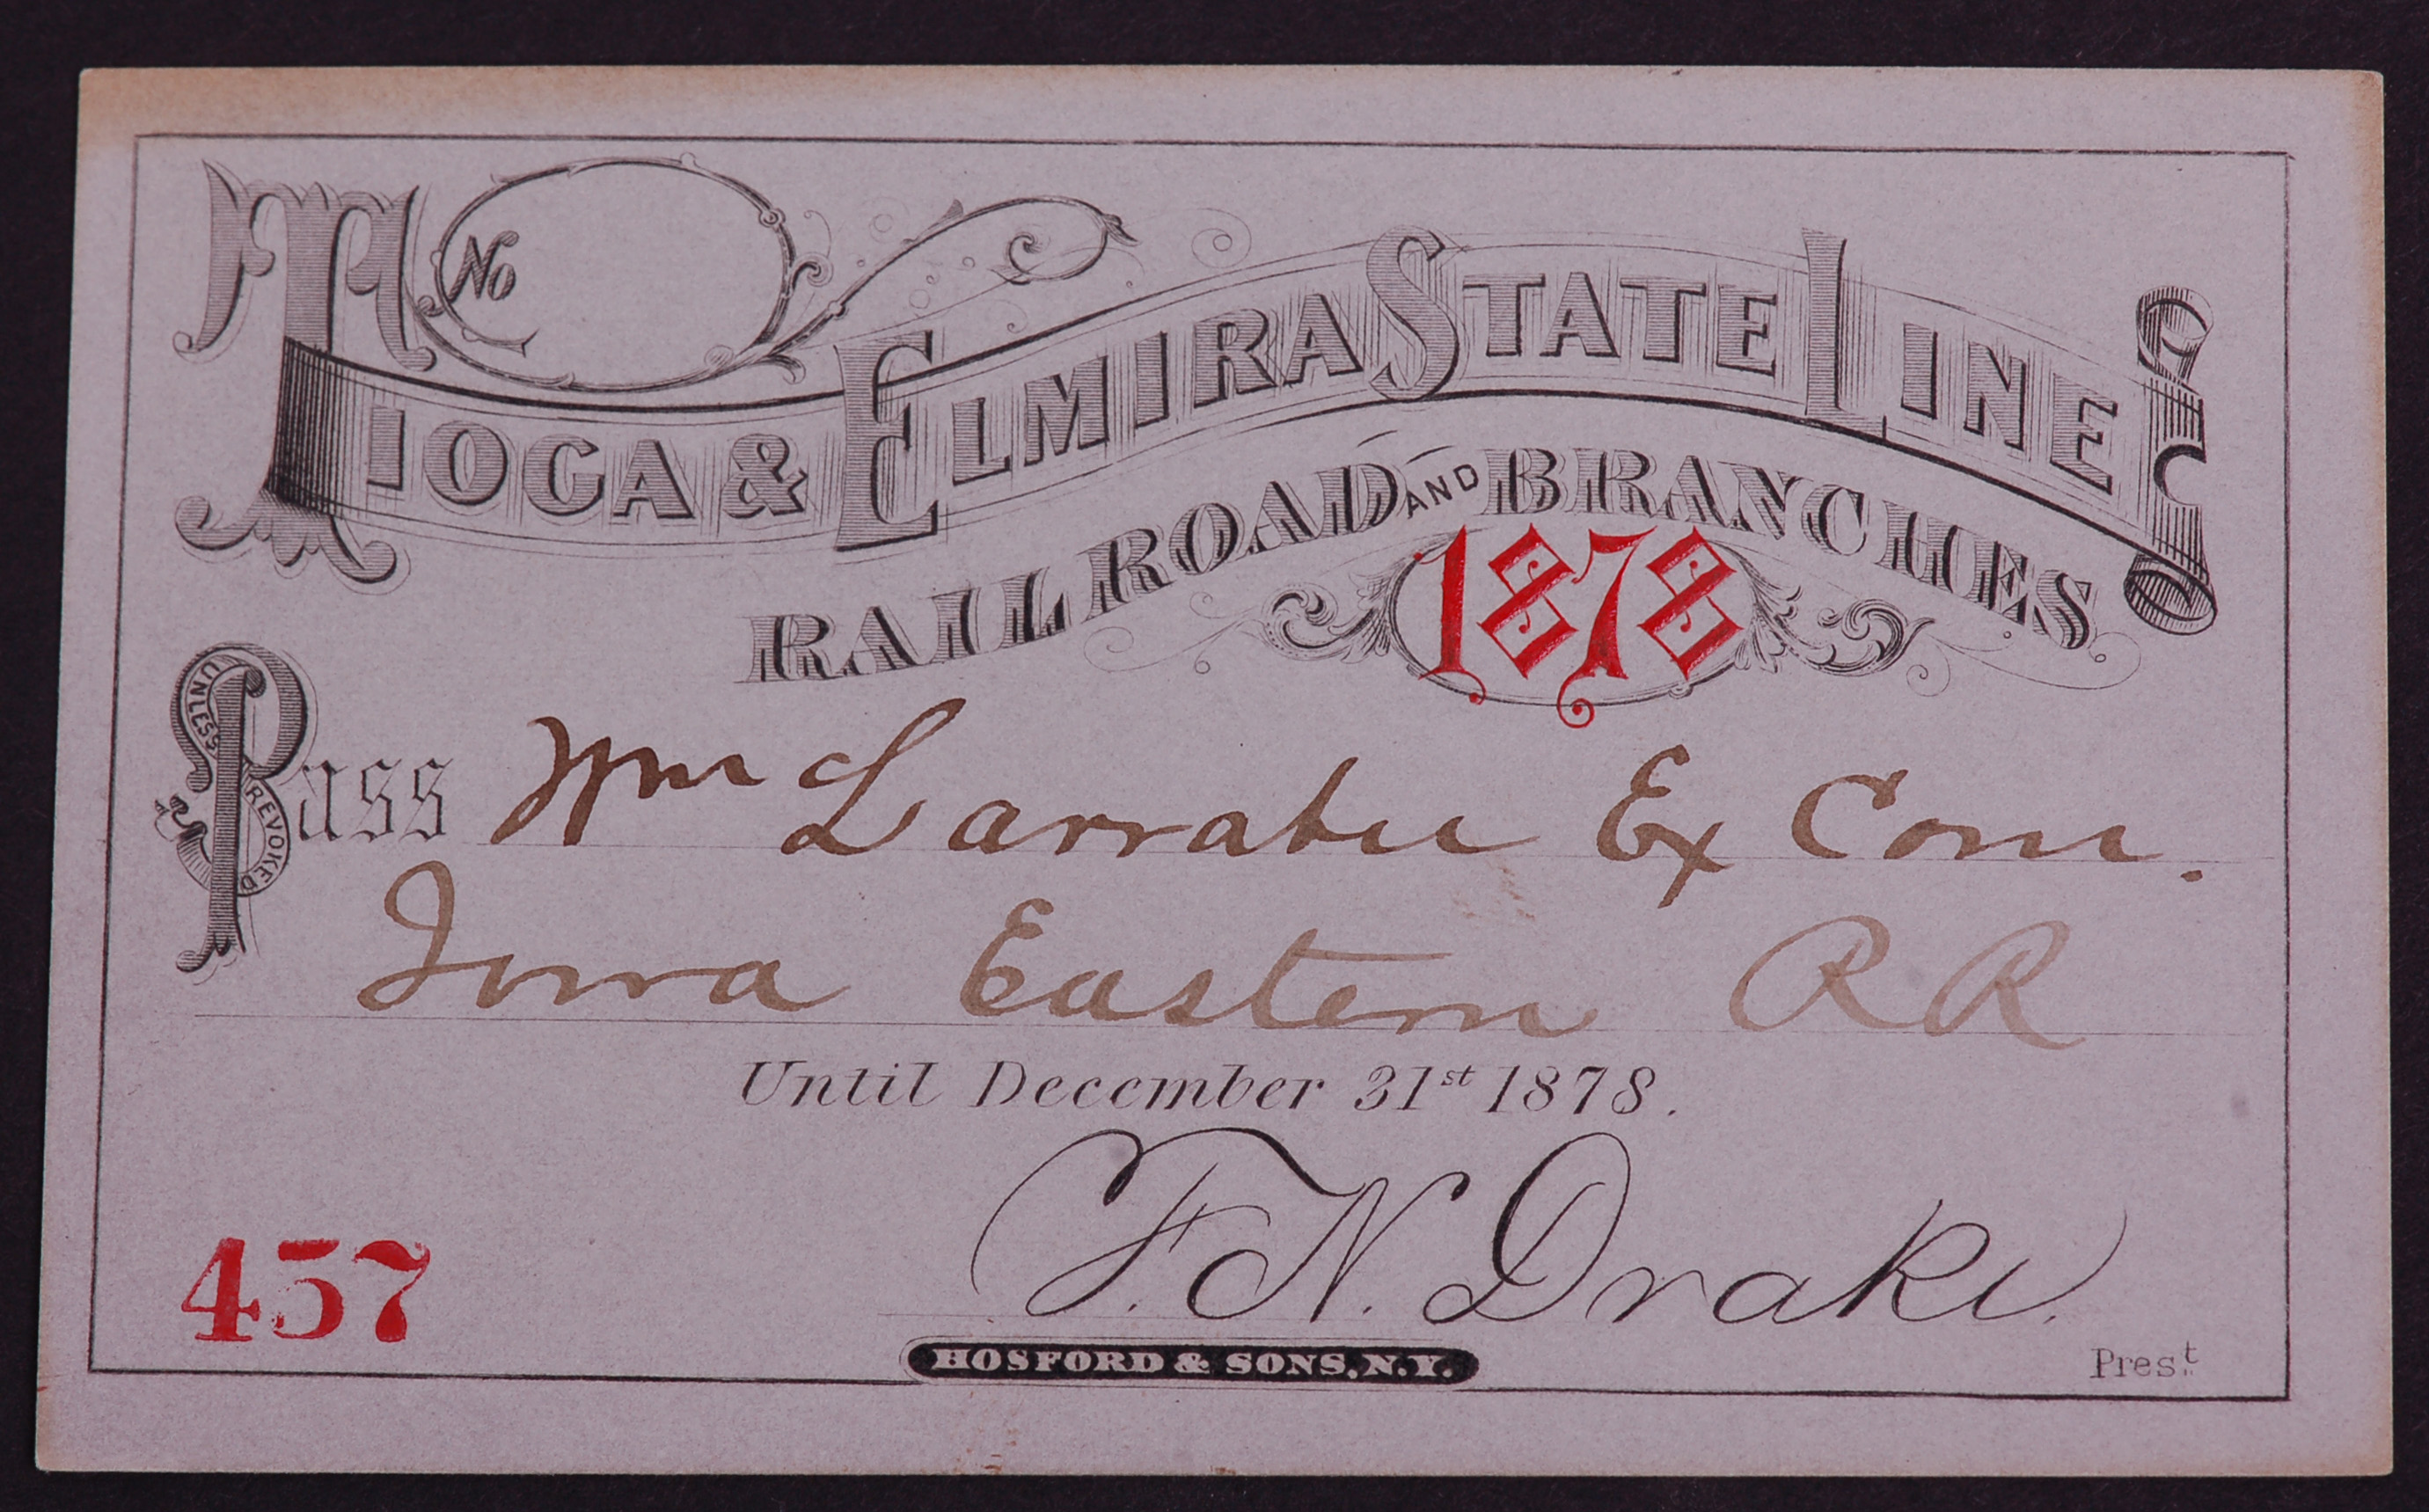 No
TIOGA & ELMIRA STATE LINE
RAILROAD AND BRANCHES
1878
UNLESS REVOKED
Pass Wm Larrabee Ex Com.
Iowa Eastern RR
Until December 31st 1878.
F. N. Drake.
457
Prest
HOSFORD & SONS, N.Y.